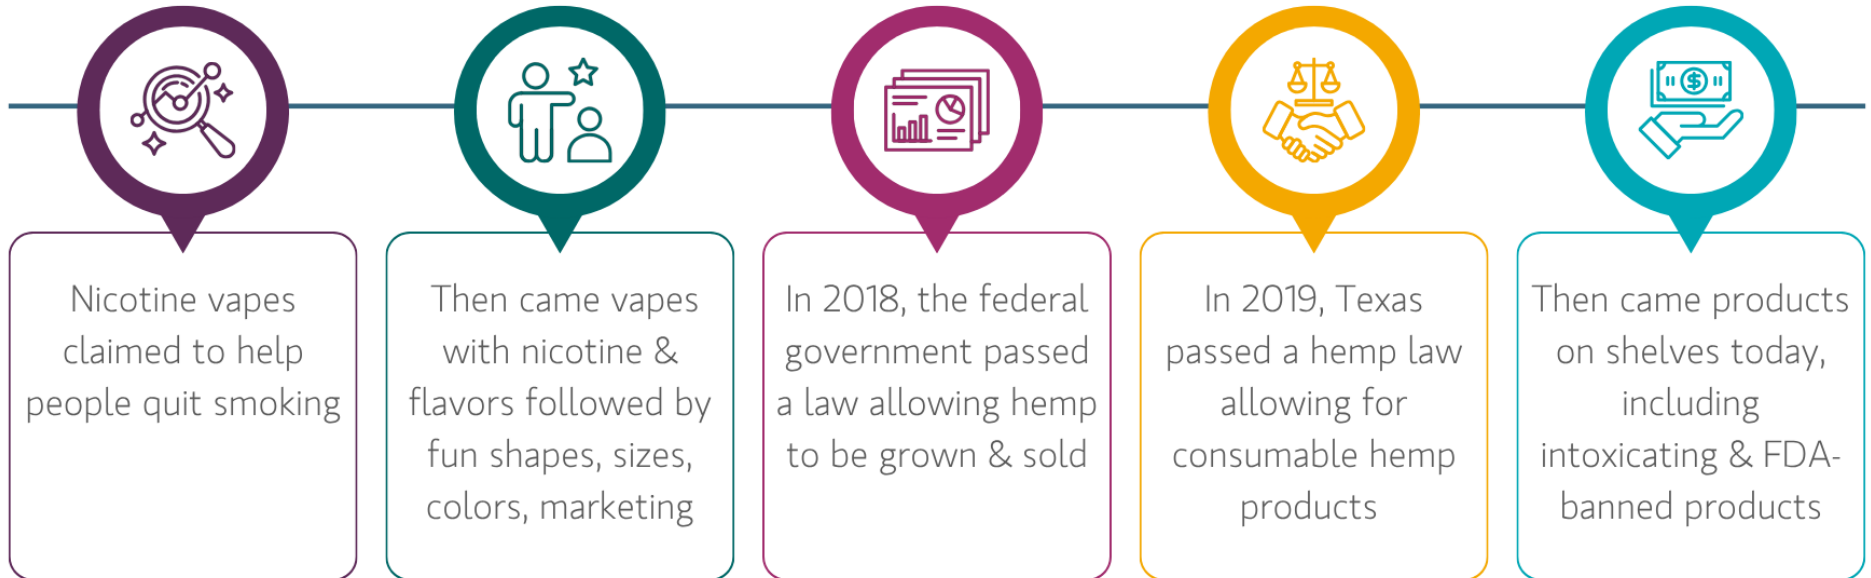 Nicotine vapes
claimed to help
people quit smoking
Then came vapes
with nicotine &
flavors followed by
fun shapes, sizes,
colors, marketing
In 2018, the federal
government passed
a law allowing hemp
to be grown & sold
In 2019, Texas
passed a hemp law
allowing for
consumable hemp
products
Then came products
on shelves today,
including
intoxicating & FDA-
banned products